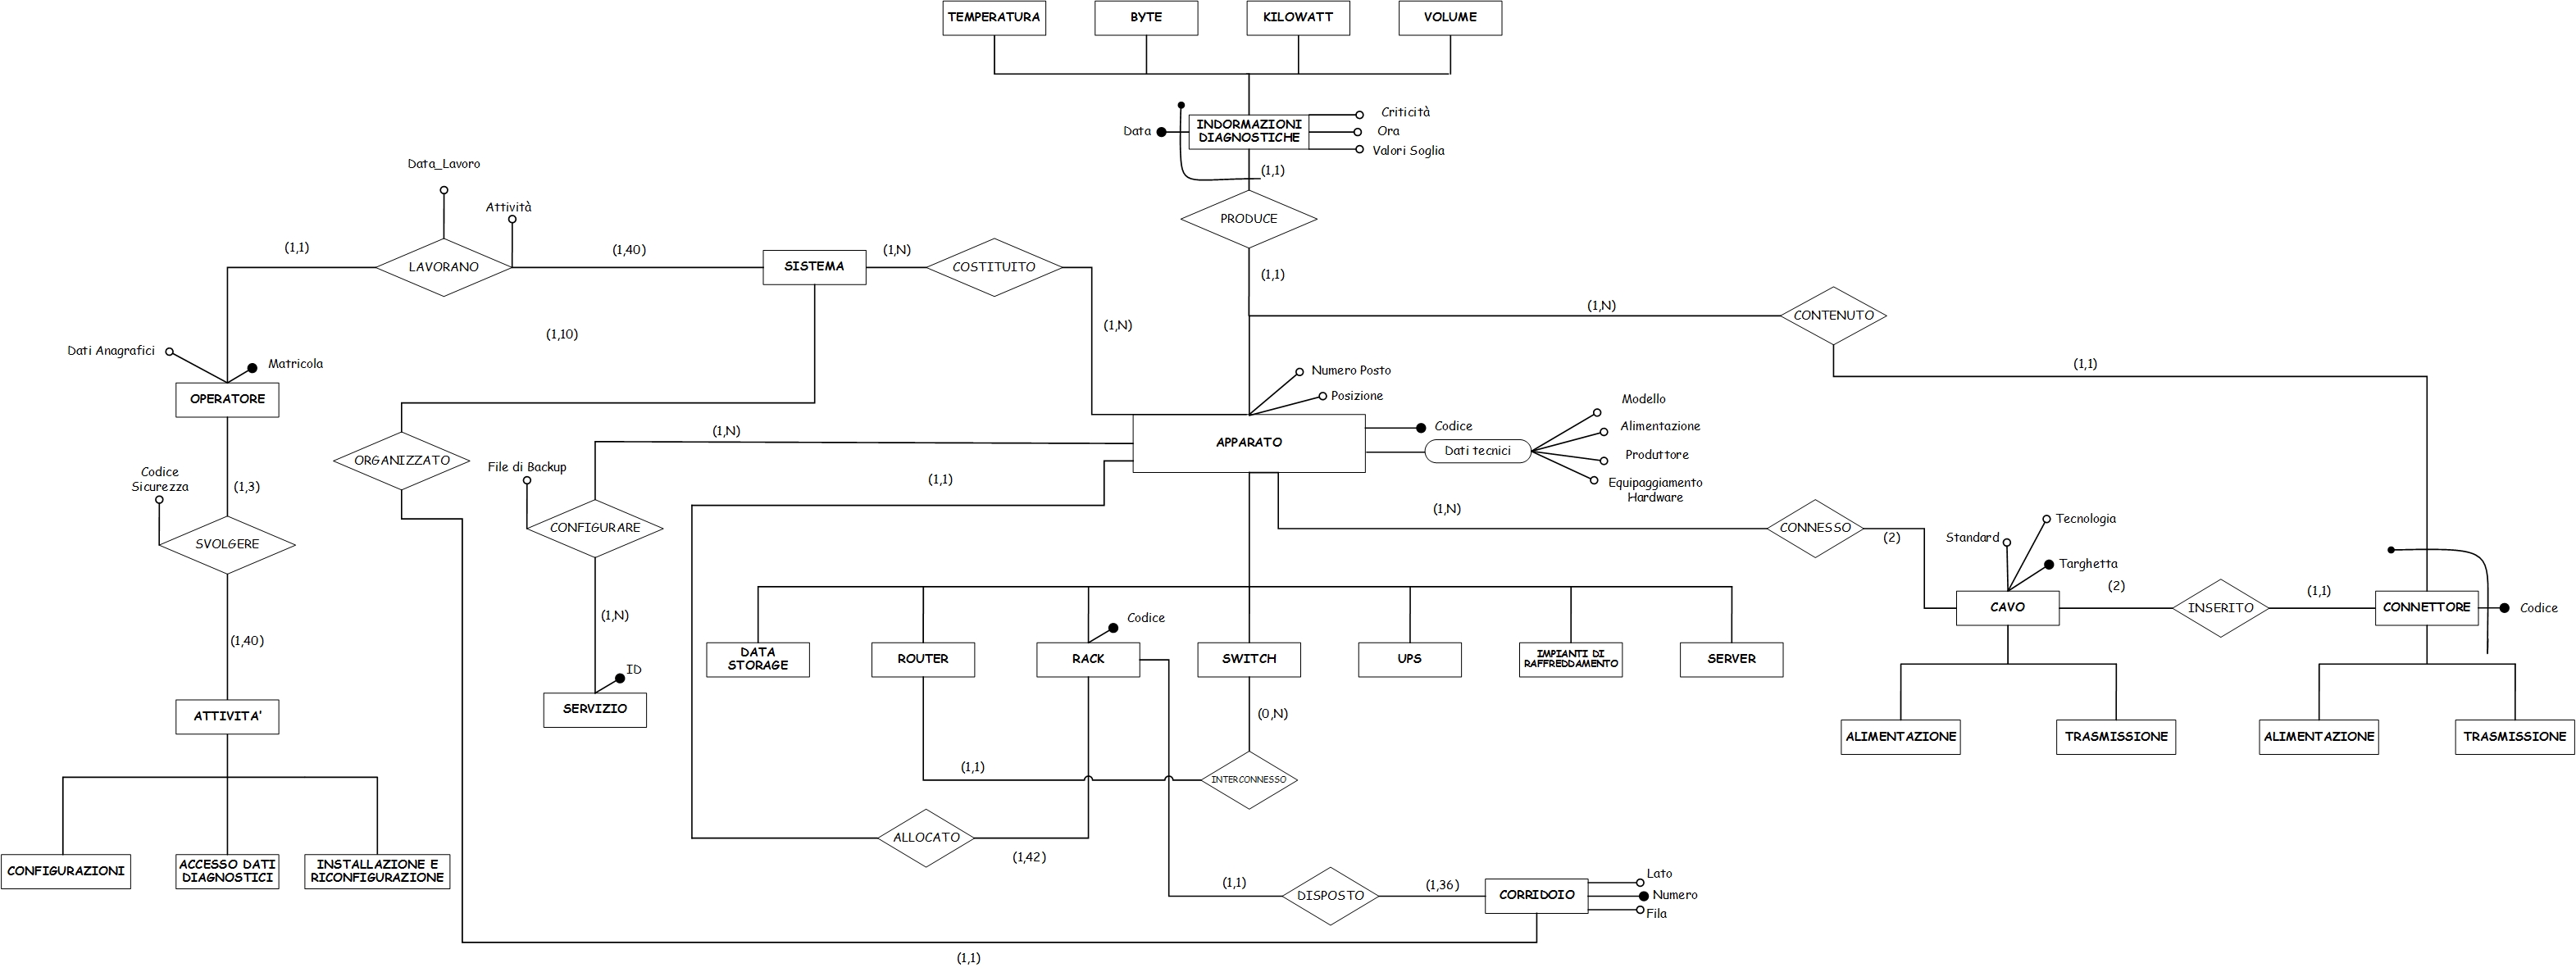 TEMPERATURA
BYTE
KILOWATT
VOLUME
Criticità
Data
INDORMAZIONI
DIAGNOSTICHE
Ora
Valori Soglia
(1,1)
Data_Lavoro
Attività
PRODUCE
(1,1)
(1,40)
(1,N)
LAVORANO
SISTEMA
COSTITUITO
(1,1)
(1,N)
CONTENUTO
(1,N)
(1,10)
Dati Anagrafici
Matricola
(1,1)
Numero Posto
Posizione
OPERATORE
Modello
Codice
Alimentazione
(1,N)
APPARATO
Dati tecnici
Produttore
ORGANIZZATO
File di Backup
Codice
Sicurezza
(1,3)
(1,1)
Equipaggiamento
Hardware
(1,N)
Tecnologia
CONFIGURARE
CONNESSO
(2)
Standard
SVOLGERE
Targhetta
(2)
(1,1)
CAVO
INSERITO
CONNETTORE
Codice
(1,N)
Codice
(1,40)
DATA
STORAGE
ROUTER
RACK
SWITCH
UPS
IMPIANTI DI
RAFFREDDAMENTO
SERVER
ID
SERVIZIO
(0,N)
ATTIVITA'
ALIMENTAZIONE
TRASMISSIONE
ALIMENTAZIONE
TRASMISSIONE
(1,1)
INTERCONNESSO
ALLOCATO
(1,42)
CONFIGURAZIONI
ACCESSO DATI
DIAGNOSTICI
INSTALLAZIONE E
RICONFIGURAZIONE
(1,1)
DISPOSTO
(1,36)
CORRIDOIO
Lato
Numero
Fila
(1,1)